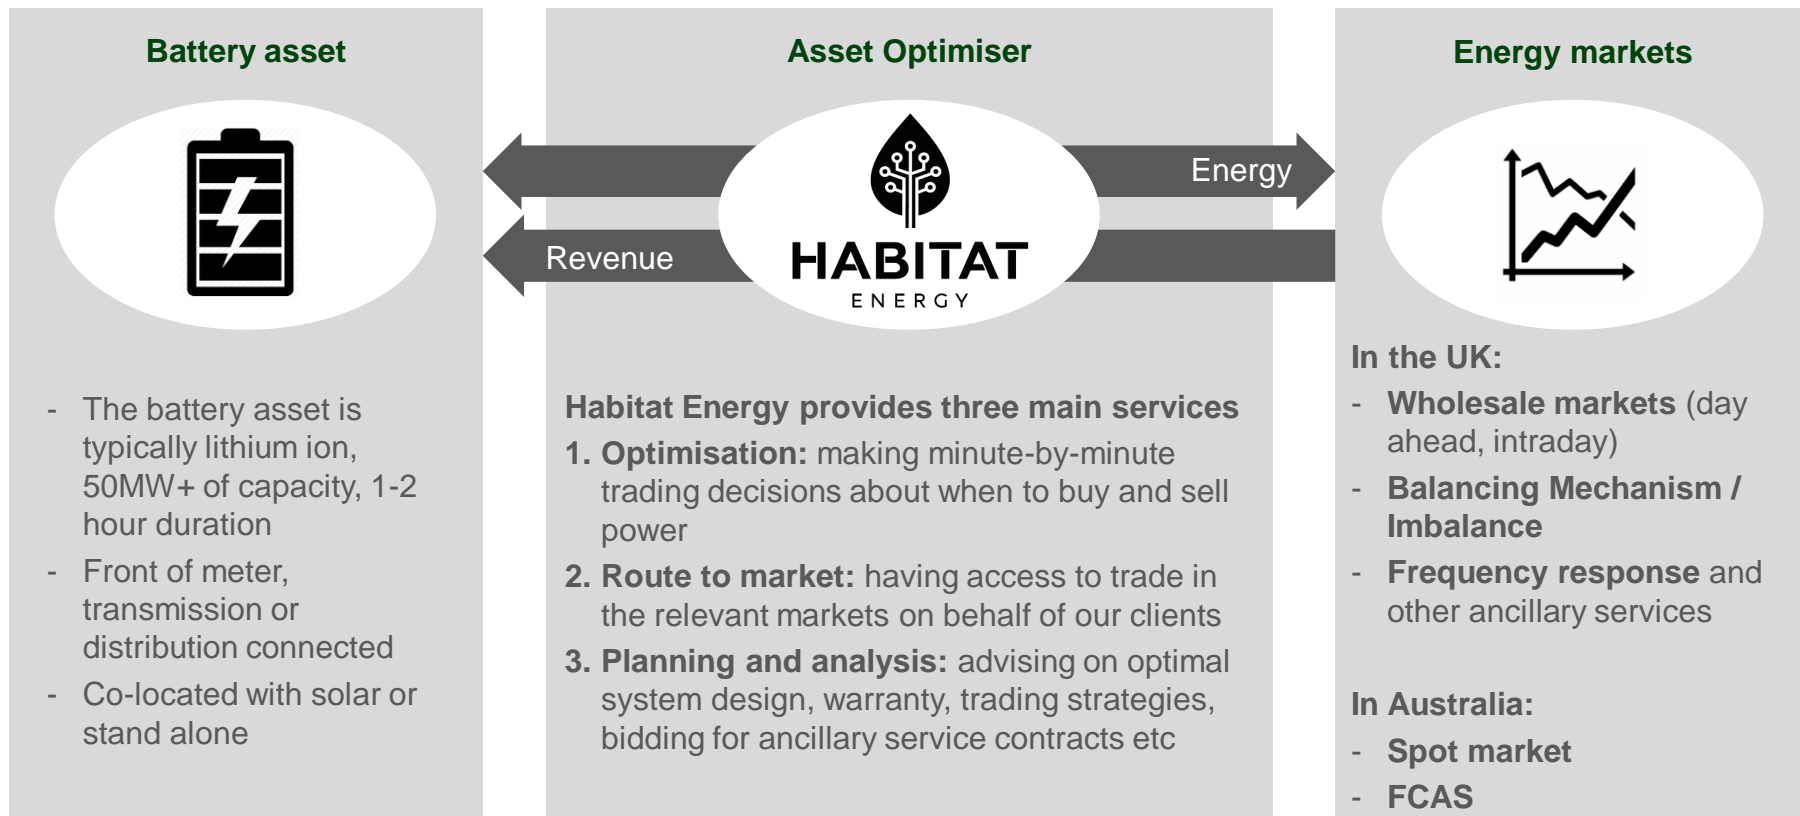 Battery asset
- The battery asset is
typically lithium ion,
50MW+ of capacity, 1-2
hour duration
- Front of meter,
transmission or
distribution connected
- Co-located with solar or
stand alone
Asset Optimiser
Energy
Revenue
HABITAT
ENERGY
Habitat Energy provides three main services
1. Optimisation: making minute-by-minute
trading decisions about when to buy and sell
power
2. Route to market: having access to trade in
the relevant markets on behalf of our clients
3. Planning and analysis: advising on optimal
system design, warranty, trading strategies,
bidding for ancillary service contracts etc
Energy markets
In the UK:
- Wholesale markets (day
ahead, intraday)
- Balancing Mechanism /
Imbalance
- Frequency response and
other ancillary services
In Australia:
- Spot market
- FCAS